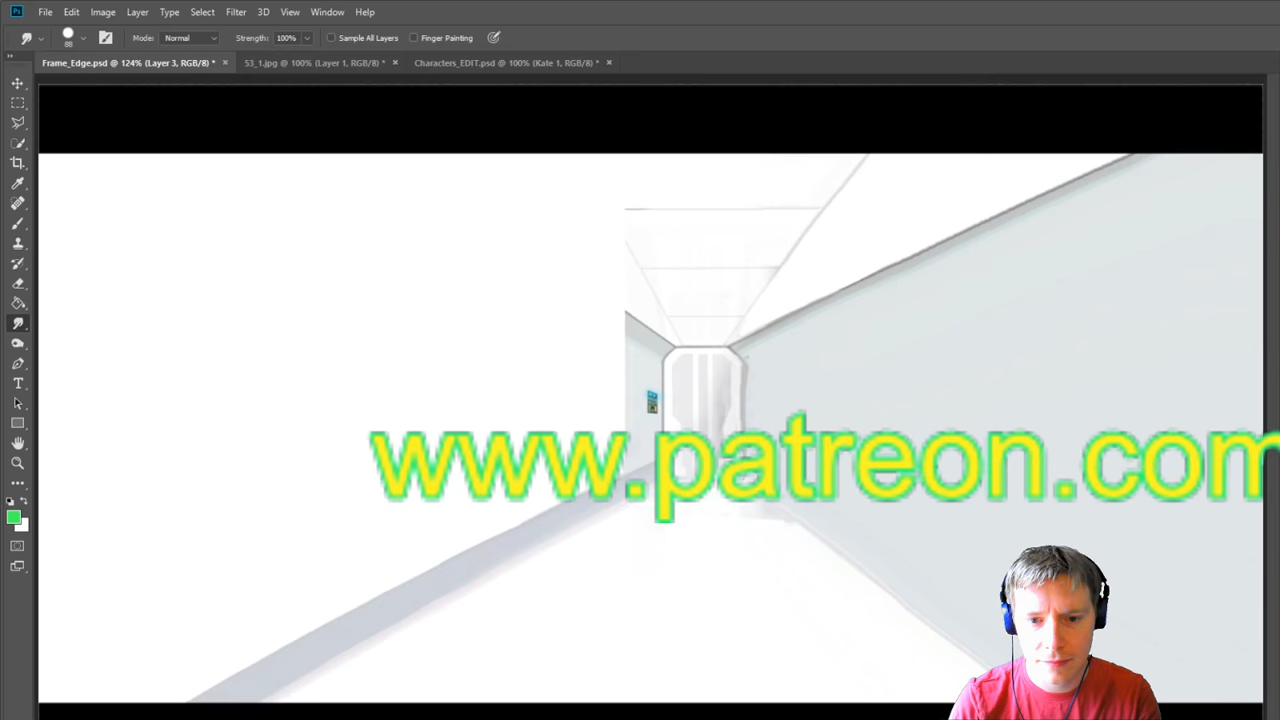 File Edit Image Layer Type Select Filter 3D View Window Help
88 Mode: Normal Strength: 100% Sample All Layers Finger Painting
Frame_Edge.psd @ 124% (Layer 3, RGB/8) * 53_1.jpg @ 100% (Layer 1, RGB/8) * Characters_EDIT.psd @ 100% (Kate 1, RGB/8) *
www.patreon.com